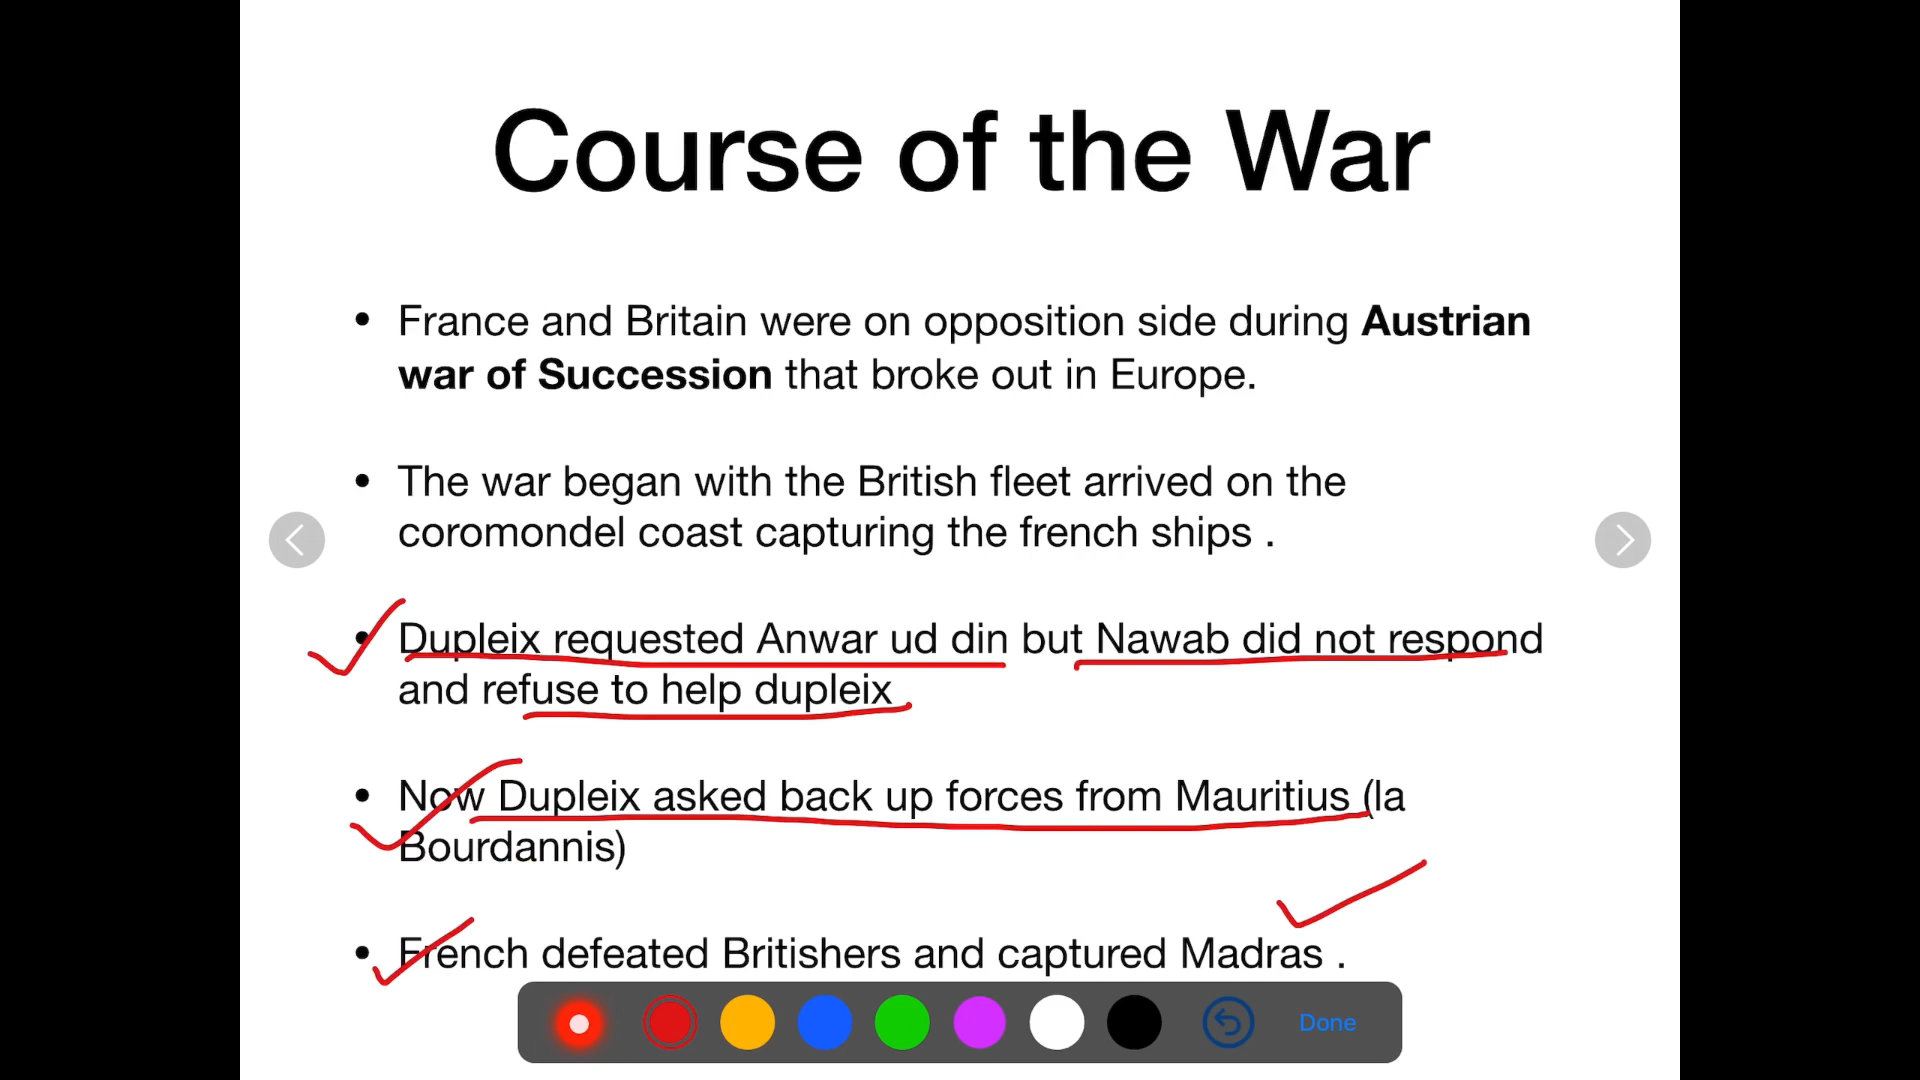 Course of the War
• France and Britain were on opposition side during Austrian
war of Succession that broke out in Europe.
• The war began with the British fleet arrived on the
coromondel coast capturing the french ships .
• Dupleix requested Anwar ud din but Nawab did not respond
and refuse to help dupleix
• Now Dupleix asked back up forces from Mauritius (la
Bourdannis)
• French defeated Britishers and captured Madras .
Done